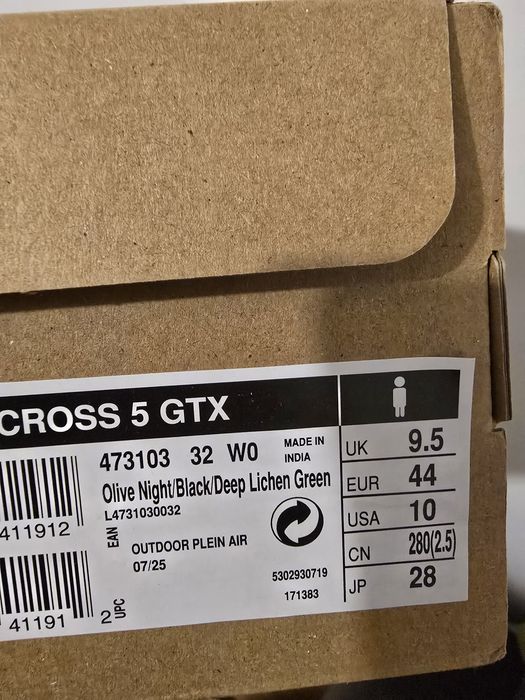 CROSS 5 GTX
473103 32 W0 MADE IN INDIA
Olive Night/Black/Deep Lichen Green
L4731030032
411912 EAN
OUTDOOR PLEIN AIR
07/25
5302930719
171383
41191 2 UPC
UK 9.5
EUR 44
USA 10
CN 280(2.5)
JP 28